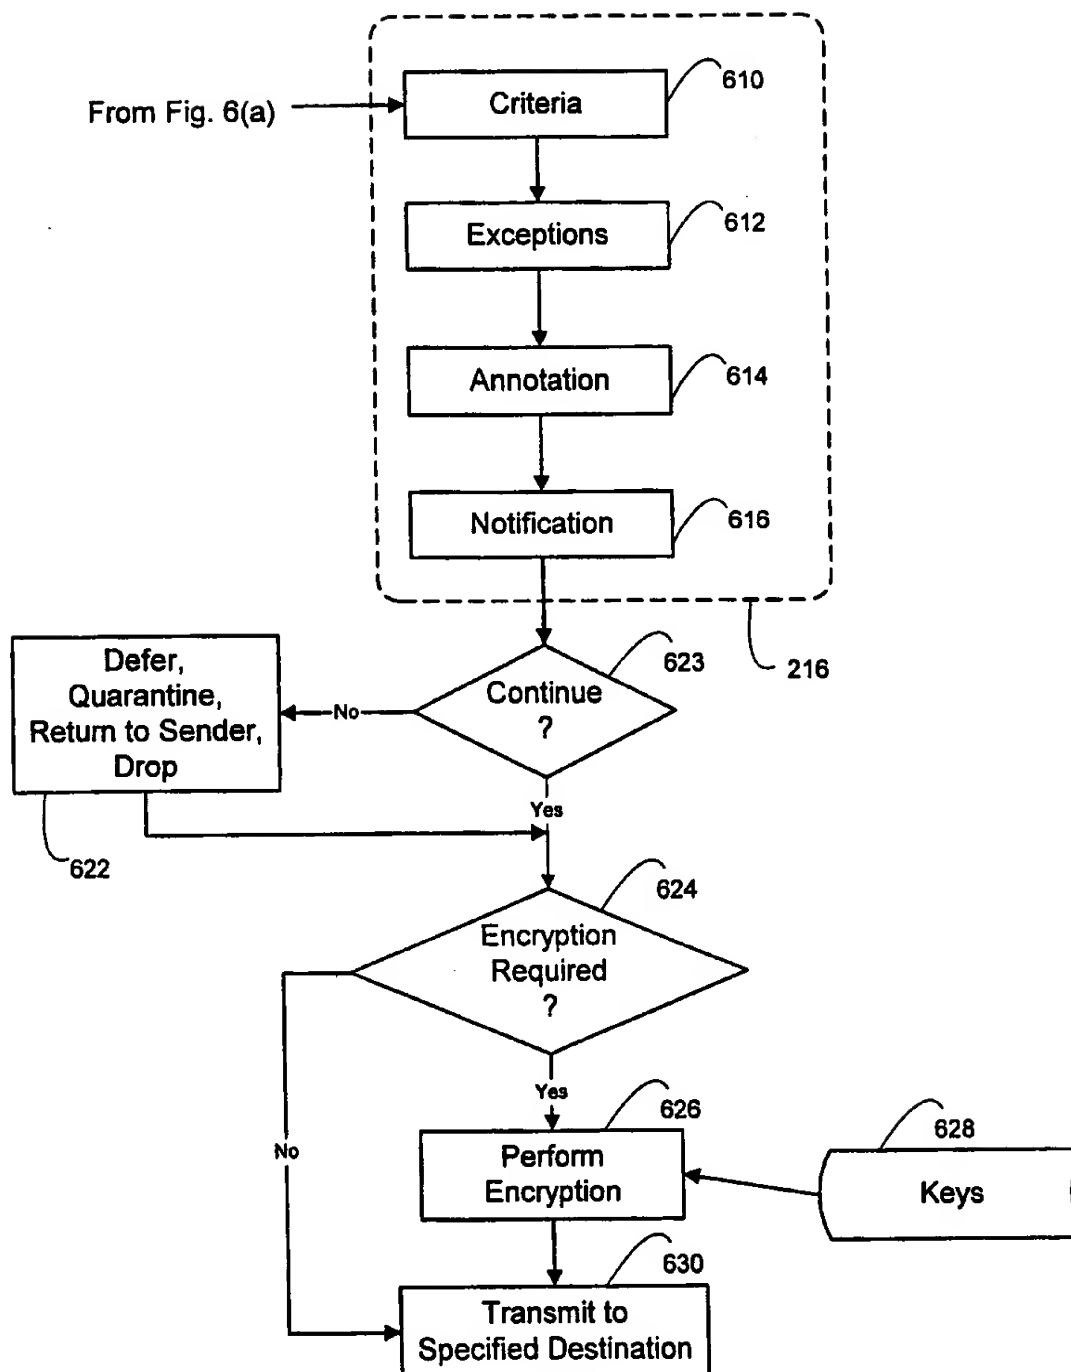 610
From Fig. 6(a)
Criteria
612
Exceptions
614
Annotation
616
Notification
216
623
Continue
?
No
Defer,
Quarantine,
Return to Sender,
Drop
622
Yes
624
Encryption
Required
?
No
Yes
626
Perform
Encryption
628
Keys
630
Transmit to
Specified Destination